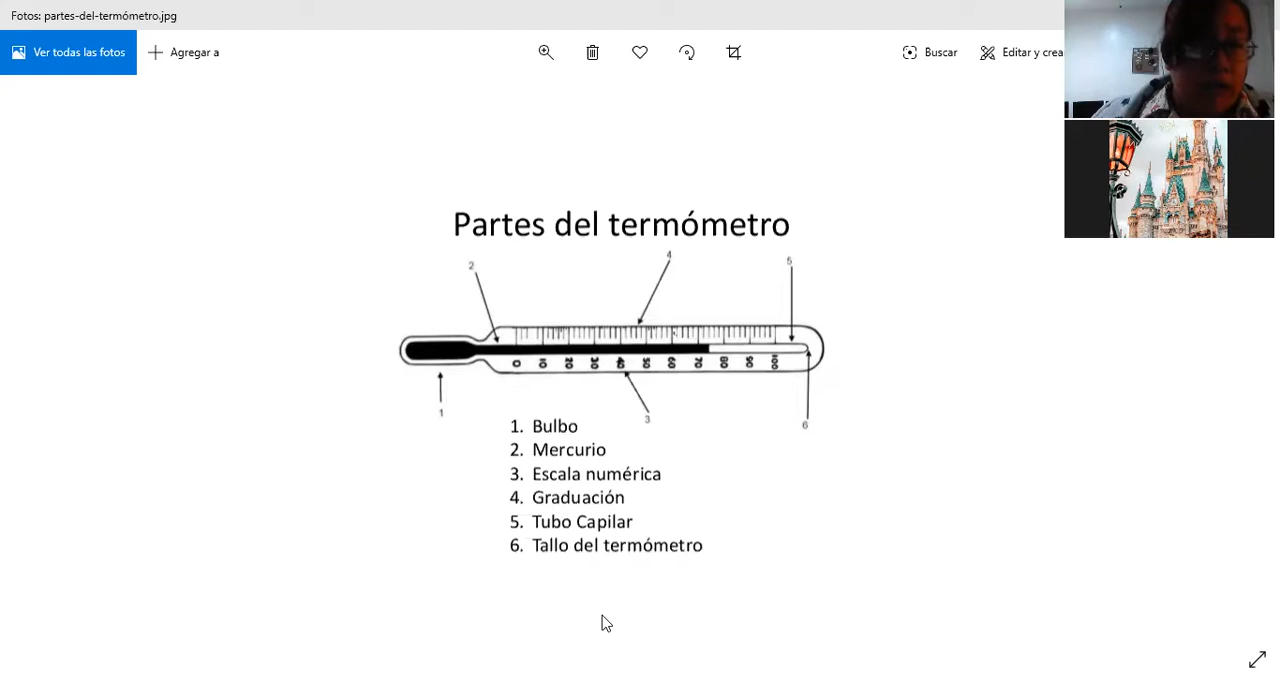 Fotos: partes-del-termómetro.jpg
Ver todas las fotos
Agregar a
Buscar
Editar y crea
Partes del termómetro
2
4
5
0 10 20 30 40 50 60 70 80 90 100
1
3
6
1. Bulbo
2. Mercurio
3. Escala numérica
4. Graduación
5. Tubo Capilar
6. Tallo del termómetro